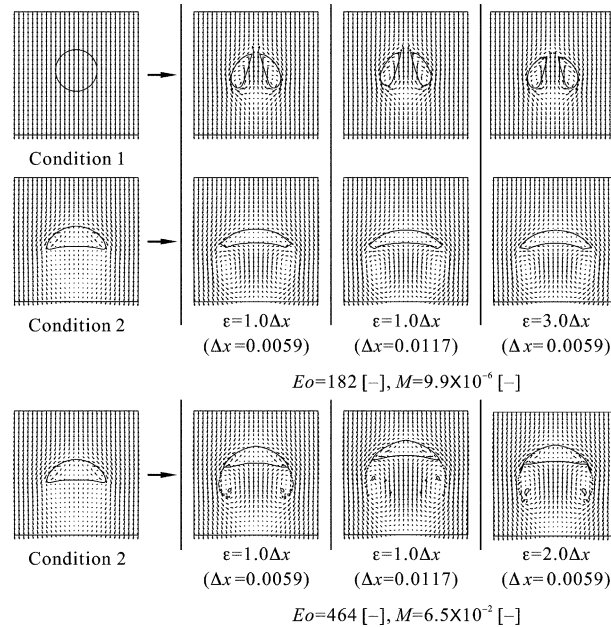 Condition 1
Condition 2
ε=1.0Δx ε=1.0Δx ε=3.0Δx
(Δx=0.0059) (Δx=0.0117) (Δx=0.0059)
Eo=182 [–], M=9.9×10⁻⁶ [–]
Condition 2
ε=1.0Δx ε=1.0Δx ε=2.0Δx
(Δx=0.0059) (Δx=0.0117) (Δx=0.0059)
Eo=464 [–], M=6.5×10⁻² [–]